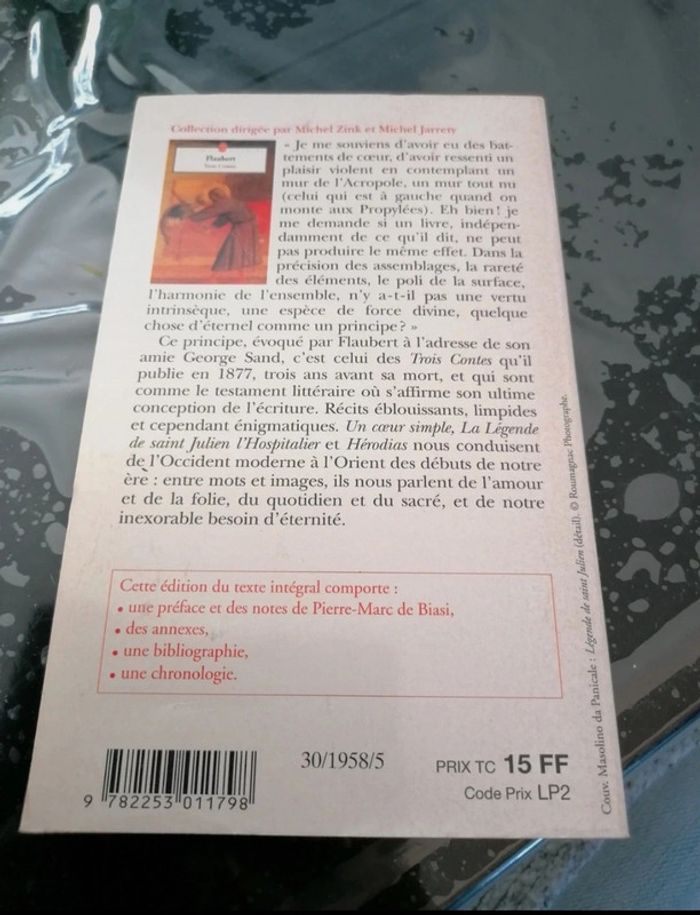 Collection dirigée par Michel Zink et Michel Jarrety
Flaubert
Trois Contes
« Je me souviens d'avoir eu des bat-
tements de cœur, d'avoir ressenti un
plaisir violent en contemplant un
mur de l'Acropole, un mur tout nu
(celui qui est à gauche quand on
monte aux Propylées). Eh bien ! je
me demande si un livre, indépen-
damment de ce qu'il dit, ne peut
pas produire le même effet. Dans la
précision des assemblages, la rareté
des éléments, le poli de la surface,
l'harmonie de l'ensemble, n'y a-t-il pas une vertu
intrinsèque, une espèce de force divine, quelque
chose d'éternel comme un principe ? »
Ce principe, évoqué par Flaubert à l'adresse de son
amie George Sand, c'est celui des Trois Contes qu'il
publie en 1877, trois ans avant sa mort, et qui sont
comme le testament littéraire où s'affirme son ultime
conception de l'écriture. Récits éblouissants, limpides
et cependant énigmatiques. Un cœur simple, La Légende
de saint Julien l'Hospitalier et Hérodias nous conduisent
de l'Occident moderne à l'Orient des débuts de notre
ère : entre mots et images, ils nous parlent de l'amour
et de la folie, du quotidien et du sacré, et de notre
inexorable besoin d'éternité.
Cette édition du texte intégral comporte :
• une préface et des notes de Pierre-Marc de Biasi,
• des annexes,
• une bibliographie,
• une chronologie.
9 782253 011798
30/1958/5
PRIX TC 15 FF
Code Prix LP2
Couv. Masolino da Panicale : Légende de saint Julien (détail). © Roumagnac Photographe.